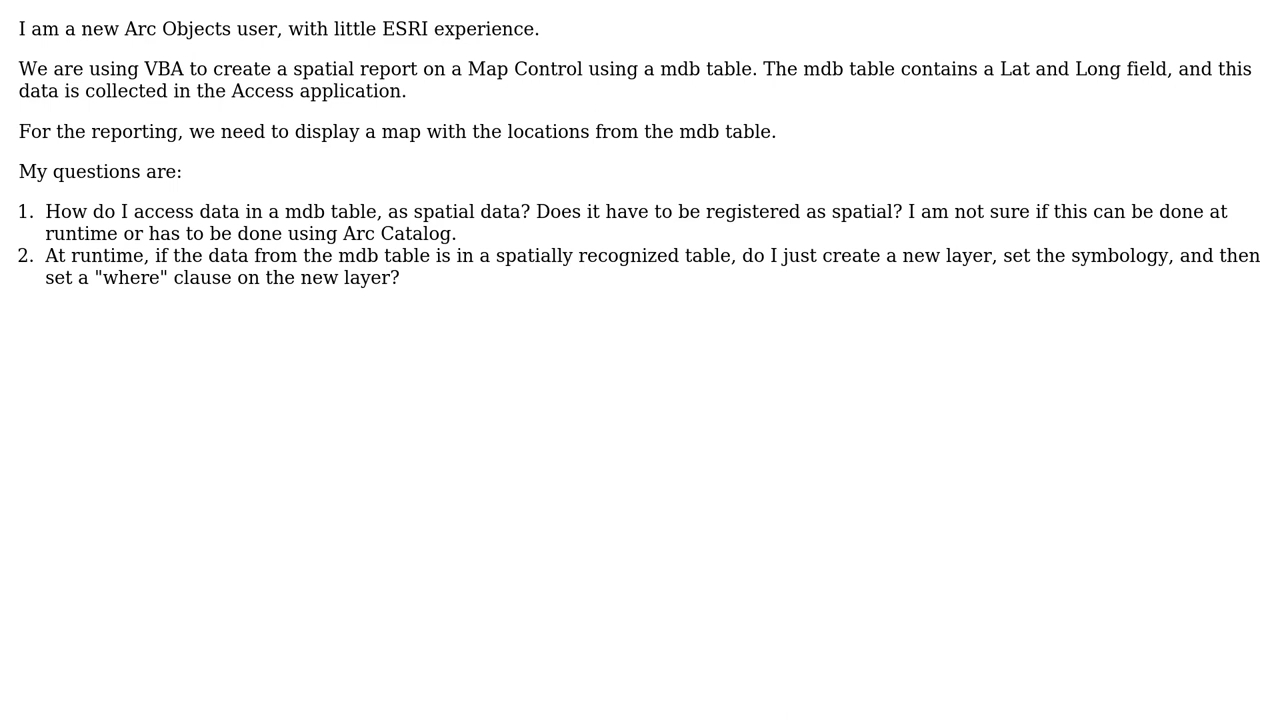 I am a new Arc Objects user, with little ESRI experience.
We are using VBA to create a spatial report on a Map Control using a mdb table. The mdb table contains a Lat and Long field, and this
data is collected in the Access application.
For the reporting, we need to display a map with the locations from the mdb table.
My questions are:
1. How do I access data in a mdb table, as spatial data? Does it have to be registered as spatial? I am not sure if this can be done at
runtime or has to be done using Arc Catalog.
2. At runtime, if the data from the mdb table is in a spatially recognized table, do I just create a new layer, set the symbology, and then
set a "where" clause on the new layer?